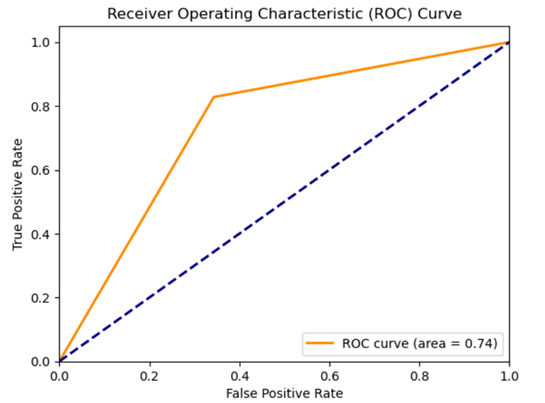 Receiver Operating Characteristic (ROC) Curve
1.0
0.8
0.6
0.4
0.2
0.0
True Positive Rate
ROC curve (area = 0.74)
0.0 0.2 0.4 0.6 0.8 1.0
False Positive Rate